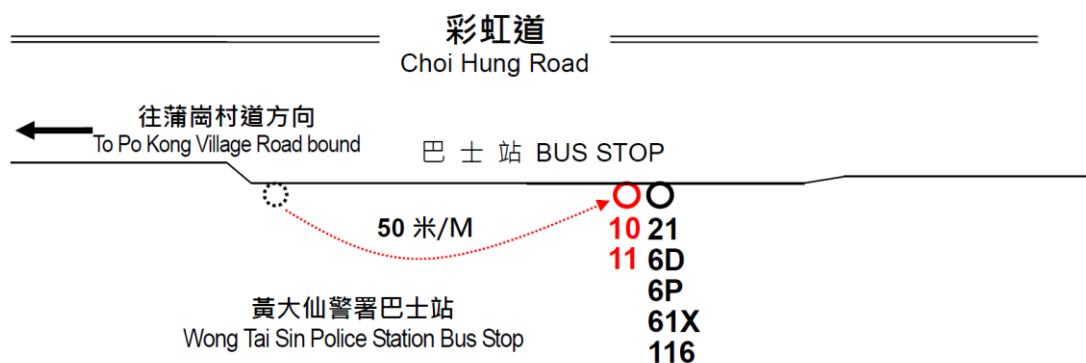 彩虹道
Choi Hung Road
往蒲崗村道方向
To Po Kong Village Road bound
巴 士 站 BUS STOP
50 米/M
10 21
11 6D
6P
61X
116
黃大仙警署巴士站
Wong Tai Sin Police Station Bus Stop